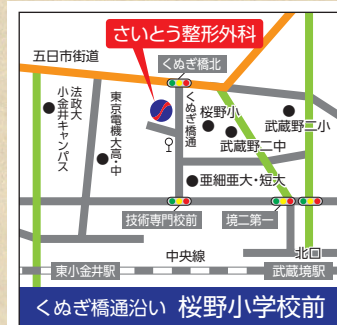 さいとう整形外科
五日市街道
くぬぎ橋北
法政大
小金井キャンパス
東京電機大高・中
くぬぎ橋通
桜野小
武蔵野二小
武蔵野二中
亜細亜大・短大
技術専門校前
境二第一
中央線
北口
東小金井駅
武蔵境駅
くぬぎ橋通沿い 桜野小学校前